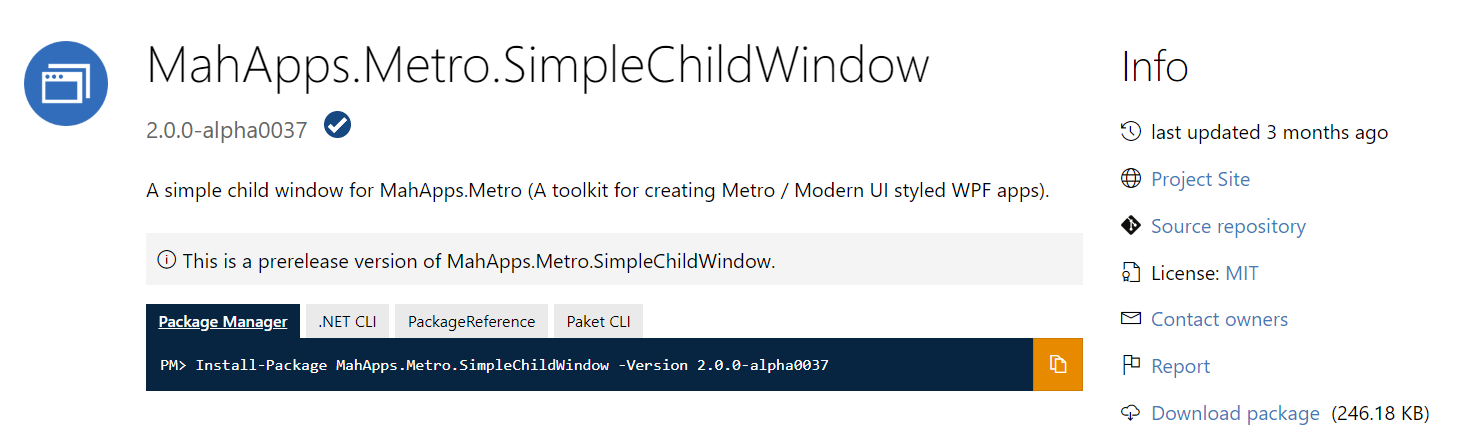 MahApps.Metro.SimpleChildWindow
2.0.0-alpha0037
A simple child window for MahApps.Metro (A toolkit for creating Metro / Modern UI styled WPF apps).
This is a prerelease version of MahApps.Metro.SimpleChildWindow.
Package Manager .NET CLI PackageReference Paket CLI
PM> Install-Package MahApps.Metro.SimpleChildWindow -Version 2.0.0-alpha0037
Info
last updated 3 months ago
Project Site
Source repository
License: MIT
Contact owners
Report
Download package (246.18 KB)